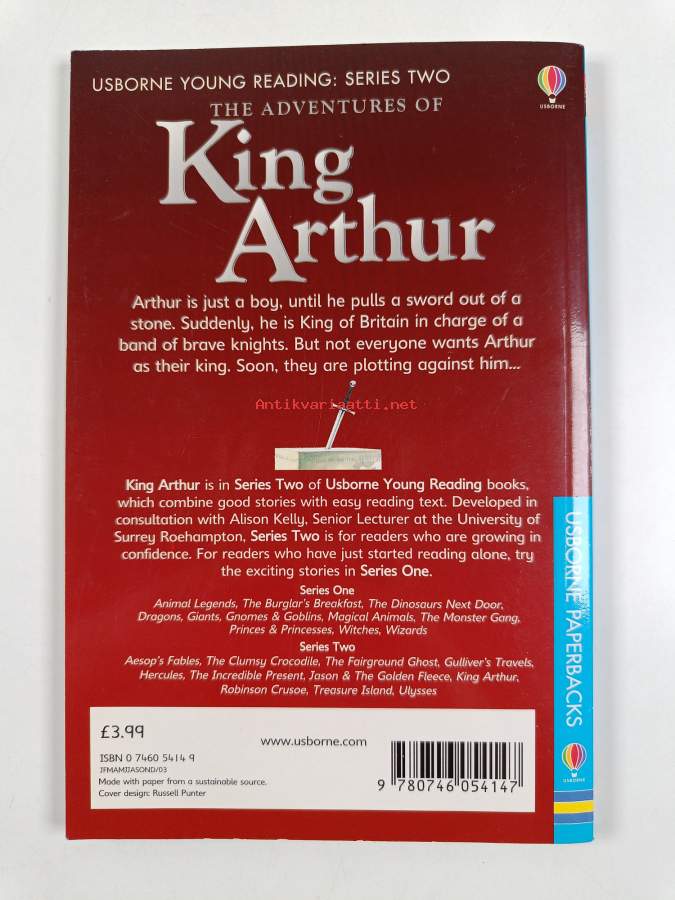 USBORNE YOUNG READING: SERIES TWO
USBORNE
THE ADVENTURES OF
King
Arthur
Arthur is just a boy, until he pulls a sword out of a
stone. Suddenly, he is King of Britain in charge of a
band of brave knights. But not everyone wants Arthur
as their king. Soon, they are plotting against him...
Antikvariaatti.net
King Arthur is in Series Two of Usborne Young Reading books,
which combine good stories with easy reading text. Developed in
consultation with Alison Kelly, Senior Lecturer at the University of
Surrey Roehampton, Series Two is for readers who are growing in
confidence. For readers who have just started reading alone, try
the exciting stories in Series One.
Series One
Animal Legends, The Burglar's Breakfast, The Dinosaurs Next Door,
Dragons, Giants, Gnomes & Goblins, Magical Animals, The Monster Gang,
Princes & Princesses, Witches, Wizards
Series Two
Aesop's Fables, The Clumsy Crocodile, The Fairground Ghost, Gulliver's Travels,
Hercules, The Incredible Present, Jason & The Golden Fleece, King Arthur,
Robinson Crusoe, Treasure Island, Ulysses
£3.99
www.usborne.com
ISBN 0 7460 5414 9
JFMAMJJASOND/03
Made with paper from a sustainable source.
Cover design: Russell Punter
9 780746 054147
USBORNE PAPERBACKS
USBORNE